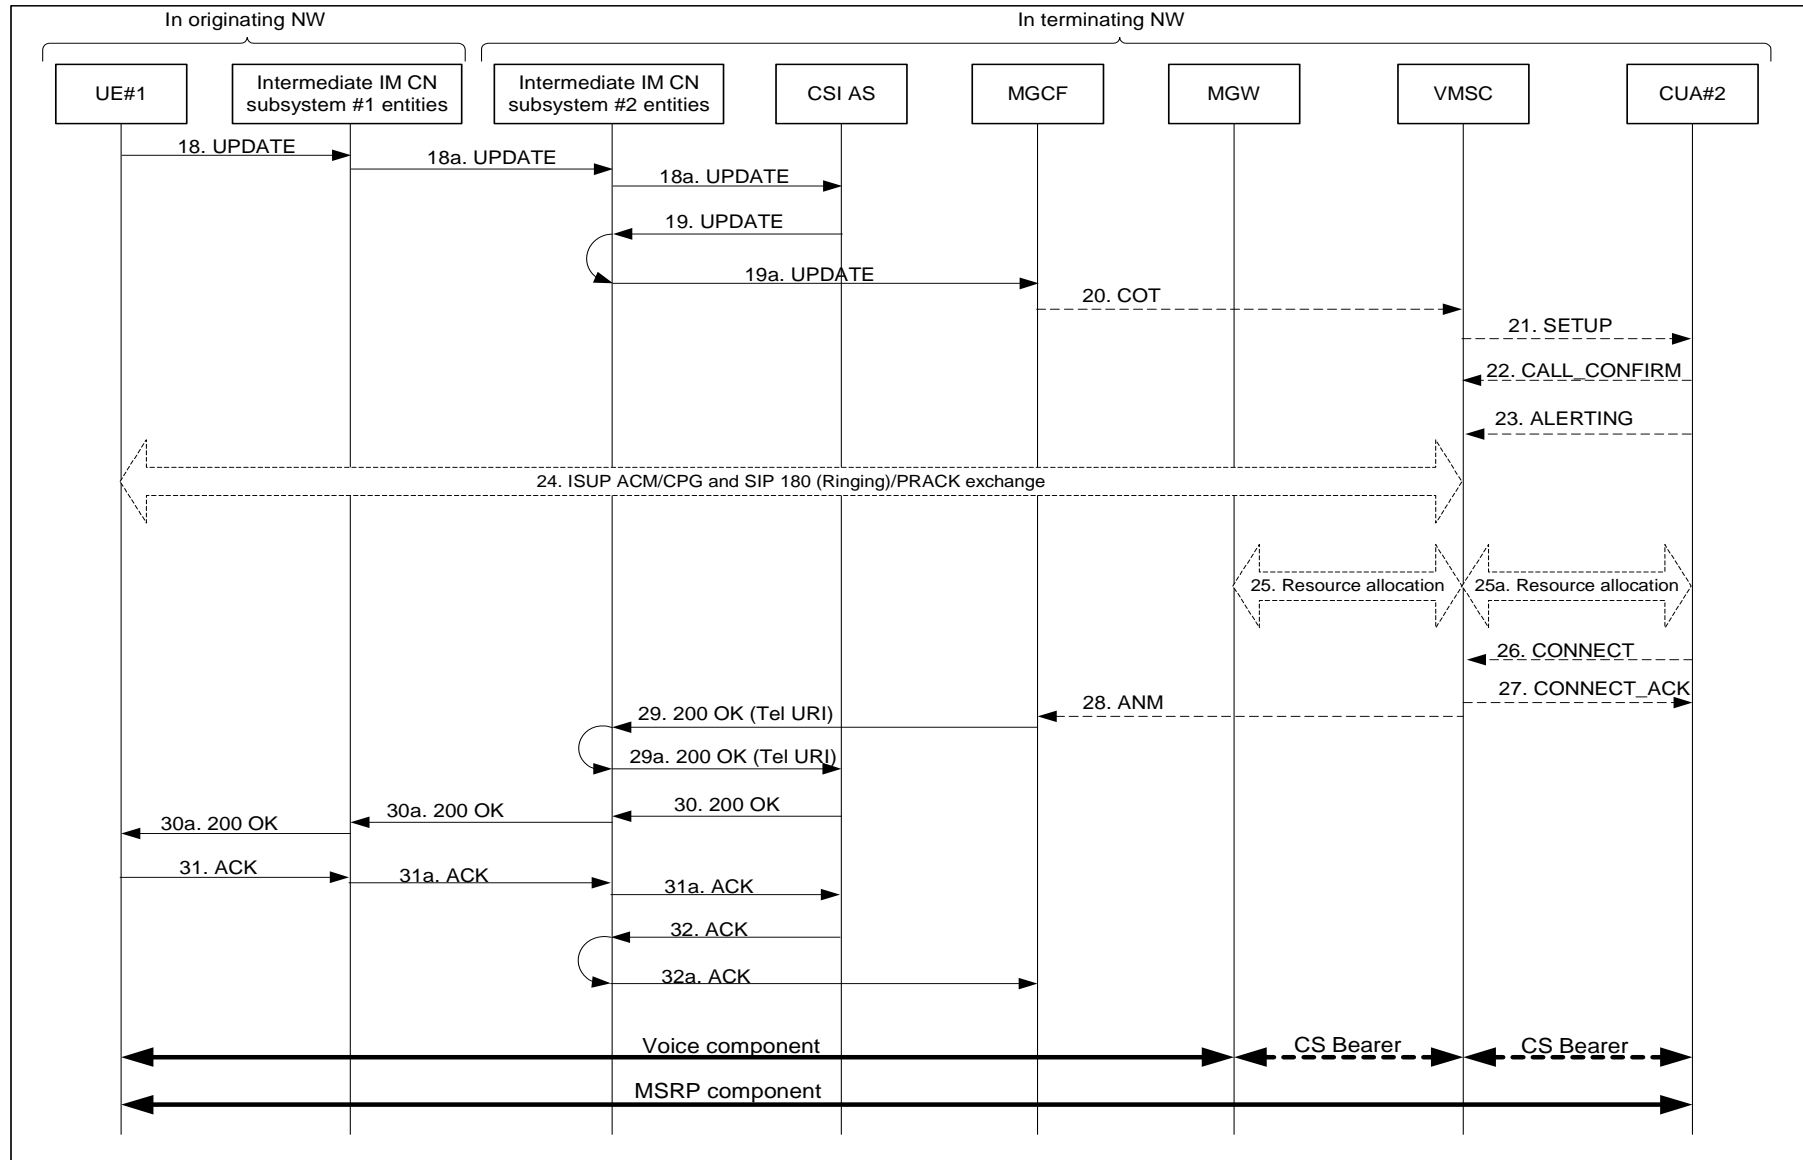 In originating NW
In terminating NW
UE#1
Intermediate IM CN
subsystem #1 entities
Intermediate IM CN
subsystem #2 entities
CSI AS
MGCF
MGW
VMSC
CUA#2
18. UPDATE
18a. UPDATE
18a. UPDATE
19. UPDATE
19a. UPDATE
20. COT
21. SETUP
22. CALL_CONFIRM
23. ALERTING
24. ISUP ACM/CPG and SIP 180 (Ringing)/PRACK exchange
25. Resource allocation
25a. Resource allocation
26. CONNECT
27. CONNECT_ACK
28. ANM
29. 200 OK (Tel URI)
29a. 200 OK (Tel URI)
30. 200 OK
30a. 200 OK
30a. 200 OK
31. ACK
31a. ACK
31a. ACK
32. ACK
32a. ACK
Voice component
CS Bearer
CS Bearer
MSRP component